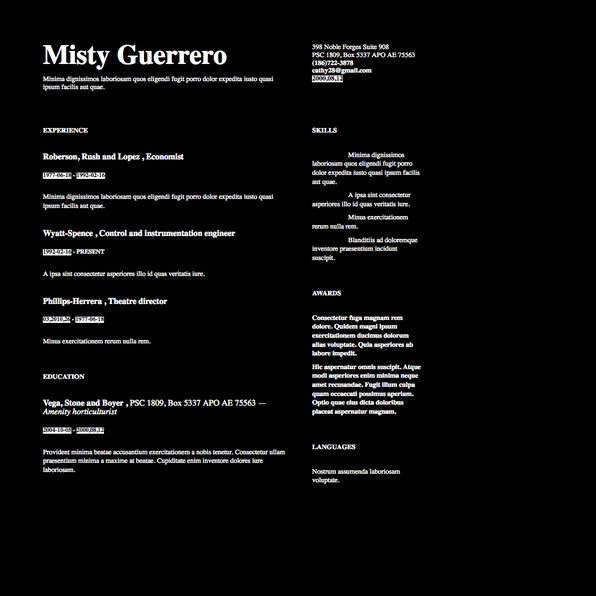 Misty Guerrero
Minima dignissimos laboriosam quos eligendi fugit porro dolor expedita iusto quasi
ipsum facilis aut quae.
398 Noble Forges Suite 908
PSC 1809, Box 5337 APO AE 75563
(186)722-3878
cathy28@gmail.com
2000.08.12
EXPERIENCE
Roberson, Rush and Lopez , Economist
1977-06-18 - 1992-02-16
Minima dignissimos laboriosam quos eligendi fugit porro dolor expedita iusto quasi
ipsum facilis aut quae.
Wyatt-Spence , Control and instrumentation engineer
1992-02-16 - PRESENT
A ipsa sint consectetur asperiores illo id quas veritatis iure.
Phillips-Herrera , Theatre director
03.2010.26 - 1977-06-18
Minus exercitationem rerum nulla rem.
EDUCATION
Vega, Stone and Boyer , PSC 1809, Box 5337 APO AE 75563 —
Amenity horticulturist
2004-10-05 - 2000.08.12
Provident minima beatae accusantium exercitationem a nobis tenetur. Consectetur ullam
praesentium minima a maxime at beatae. Cupiditate enim inventore dolores iure
laboriosam.
SKILLS
Minima dignissimos
laboriosam quos eligendi fugit porro
dolor expedita iusto quasi ipsum facilis
aut quae.
A ipsa sint consectetur
asperiores illo id quas veritatis iure.
Minus exercitationem
rerum nulla rem.
Blanditiis ad doloremque
inventore praesentium incidunt
suscipit.
AWARDS
Consectetur fuga magnam rem
dolore. Quidem magni ipsum
exercitationem ducimus dolorum
alias voluptate. Quia asperiores ab
labore impedit.
Hic aspernatur omnis suscipit. Atque
modi asperiores enim minima neque
amet recusandae. Fugit illum culpa
quam occaecati possimus aperiam.
Optio quae eius dicta doloribus
placeat aspernatur magnam.
LANGUAGES
Nostrum assumenda laboriosam
voluptate.